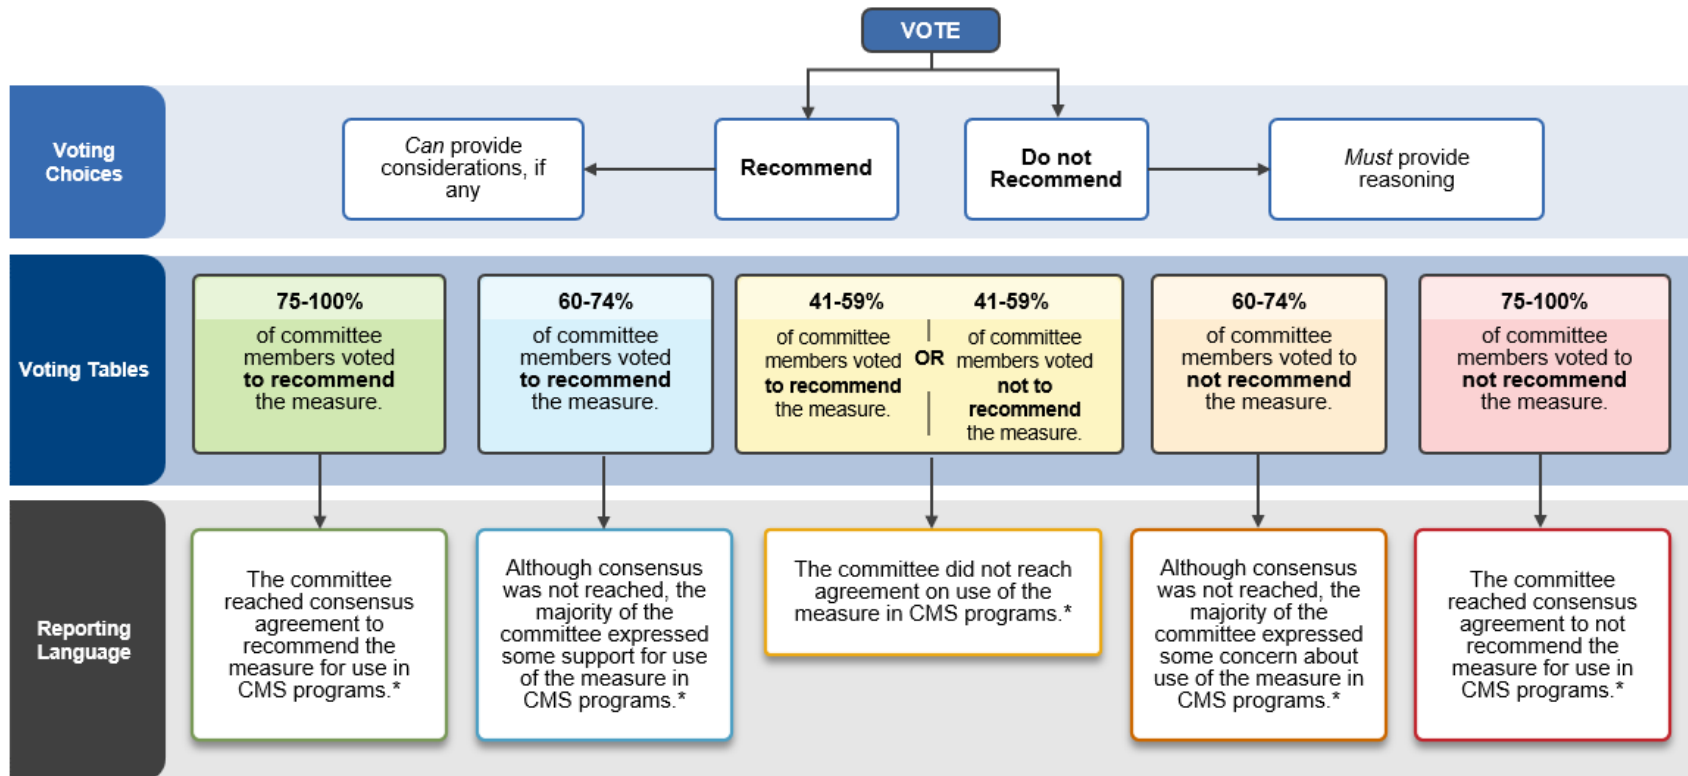 VOTE
Voting
Choices
Can provide
considerations, if
any
Recommend
Do not
Recommend
Must provide
reasoning
Voting Tables
75-100%
of committee
members voted
to recommend
the measure.
60-74%
of committee
members voted
to recommend
the measure.
41-59%
of committee
members voted
to recommend
the measure.
OR
41-59%
of committee
members voted
not to
recommend
the measure.
60-74%
of committee
members voted to
not recommend
the measure.
75-100%
of committee
members voted to
not recommend
the measure.
Reporting
Language
The committee
reached consensus
agreement to
recommend the
measure for use in
CMS programs.*
Although consensus
was not reached, the
majority of the
committee expressed
some support for use
of the measure in
CMS programs.*
The committee did not reach
agreement on use of the
measure in CMS programs.*
Although consensus
was not reached, the
majority of the
committee expressed
some concern about
use of the measure in
CMS programs.*
The committee
reached consensus
agreement to not
recommend the
measure for use in
CMS programs.*